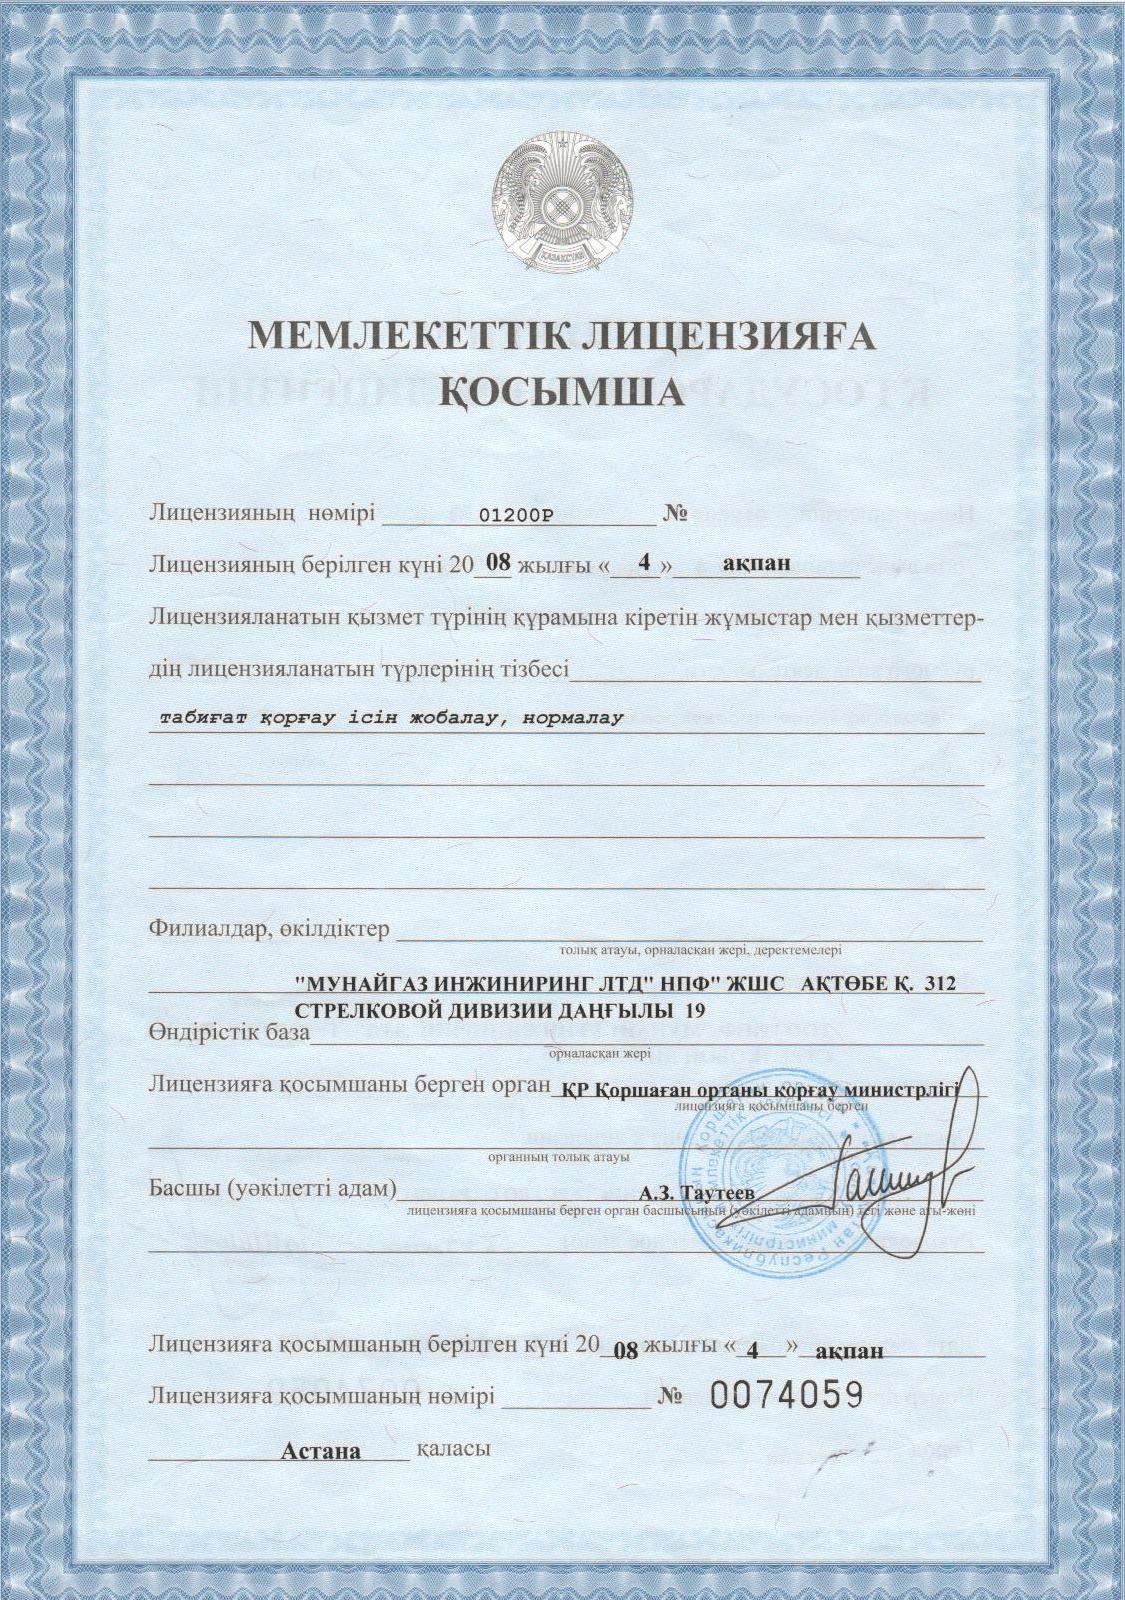 ҚАЗАҚСТАН
МЕМЛЕКЕТТІК ЛИЦЕНЗИЯҒА
ҚОСЫМША
Лицензияның нөмірі 01200Р №
Лицензияның берілген күні 20 08 жылғы « 4 » ақпан
Лицензияланатын қызмет түрінің құрамына кіретін жұмыстар мен қызметтер-
дің лицензияланатын түрлерінің тізбесі
табиғат қорғау ісін жобалау, нормалау
Филиалдар, өкілдіктер
толық атауы, орналасқан жері, деректемелері
"МУНАЙГАЗ ИНЖИНИРИНГ ЛТД" НПФ" ЖШС АҚТӨБЕ Қ. 312
СТРЕЛКОВОЙ ДИВИЗИИ ДАҢҒЫЛЫ 19
Өндірістік база
орналасқан жері
Лицензияға қосымшаны берген орган ҚР Қоршаған ортаны қорғау министрлігі
лицензияға қосымшаны берген
органның толық атауы
Басшы (уәкілетті адам) А.З. Таутеев
лицензияға қосымшаны берген орган басшысының (уәкілетті адамның) тегі және аты-жөні
Лицензияға қосымшаның берілген күні 20 08 жылғы « 4 » ақпан
Лицензияға қосымшаның нөмірі № 0074059
Астана қаласы